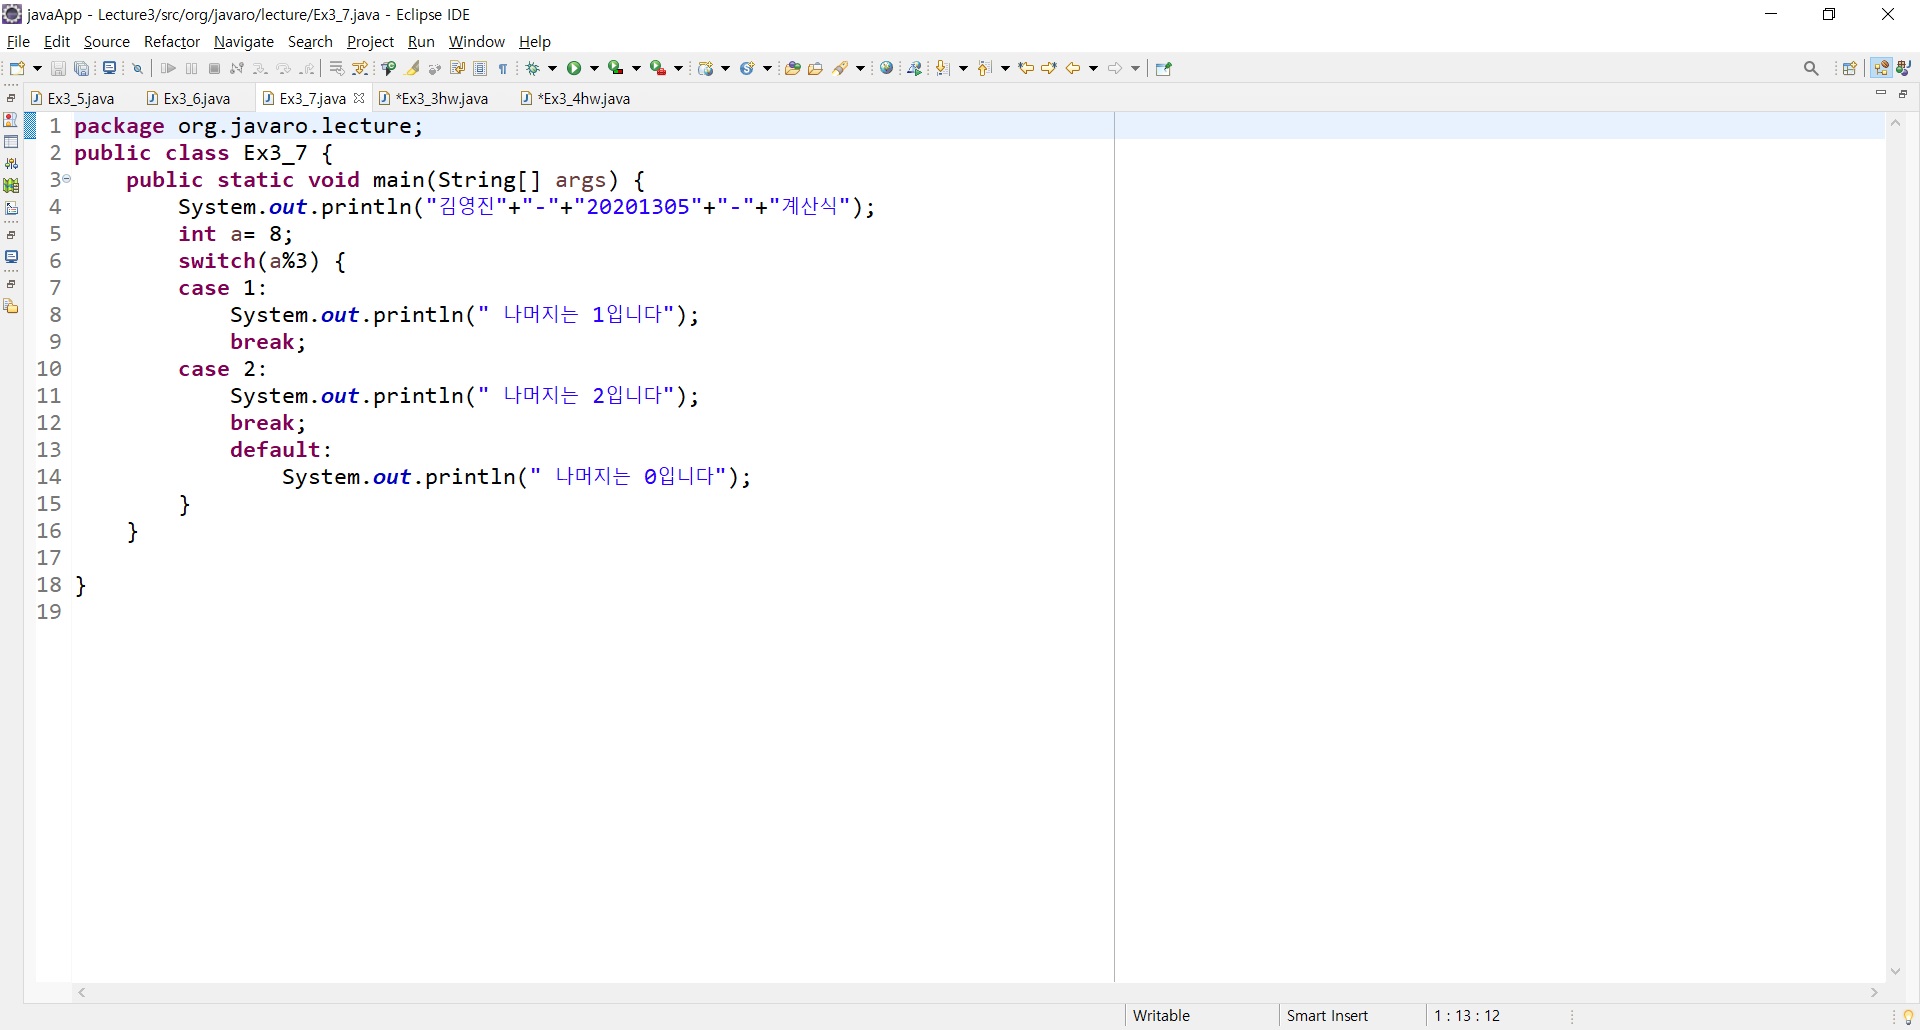 javaApp - Lecture3/src/org/javaro/lecture/Ex3_7.java - Eclipse IDE
File Edit Source Refactor Navigate Search Project Run Window Help
Ex3_5.java Ex3_6.java Ex3_7.java *Ex3_3hw.java *Ex3_4hw.java
1 package org.javaro.lecture;
2 public class Ex3_7 {
3 public static void main(String[] args) {
4 System.out.println("김영진"+"-"+"20201305"+"-"+"계산식");
5 int a= 8;
6 switch(a%3) {
7 case 1:
8 System.out.println(" 나머지는 1입니다");
9 break;
10 case 2:
11 System.out.println(" 나머지는 2입니다");
12 break;
13 default:
14 System.out.println(" 나머지는 0입니다");
15 }
16 }
17
18 }
19
Writable Smart Insert 1 : 13 : 12